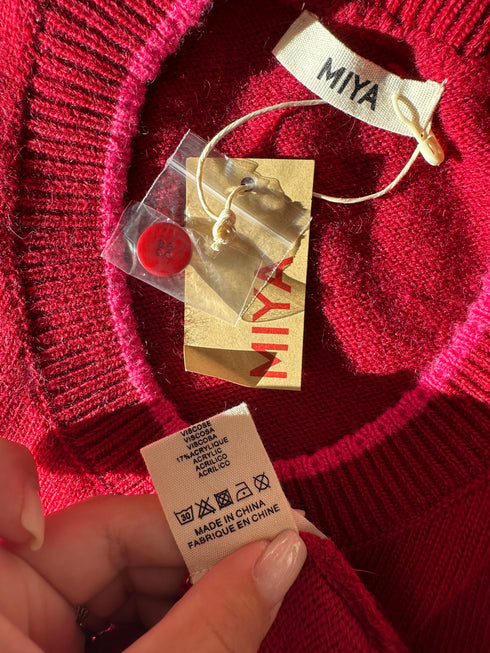 MIYA
MIYA
VISCOSE
VISCOSA
VISCOSA
17%ACRYLIQUE
ACRYLIC
ACRILICO
ACRILICO
30
MADE IN CHINA
FABRIQUE EN CHINE